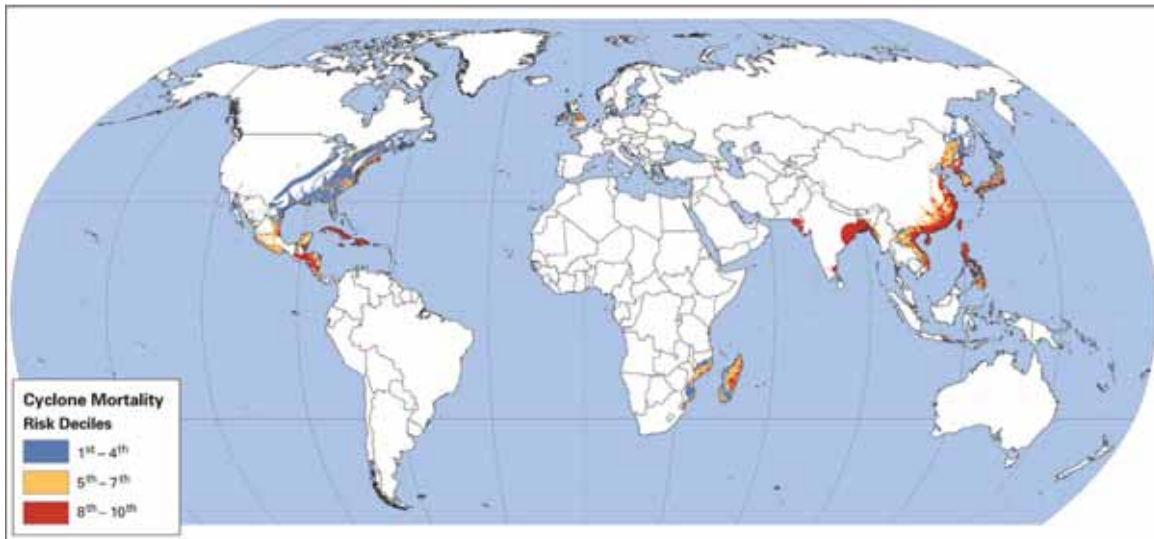 Cyclone Mortality
Risk Deciles
1st – 4th
5th – 7th
8th – 10th